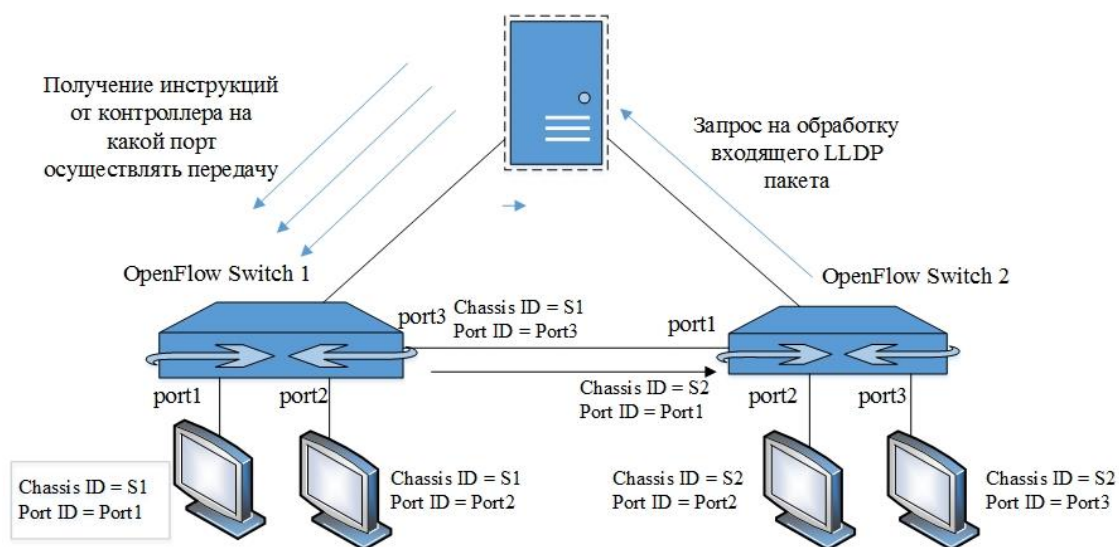 Получение инструкций
от контроллера на
какой порт
осуществлять передачу
Запрос на обработку
входящего LLDP
пакета
OpenFlow Switch 1
OpenFlow Switch 2
port3
Chassis ID = S1
Port ID = Port3
port1
port1
port2
Chassis ID = S2
Port ID = Port1
port2
port3
Chassis ID = S1
Port ID = Port1
Chassis ID = S1
Port ID = Port2
Chassis ID = S2
Port ID = Port2
Chassis ID = S2
Port ID = Port3